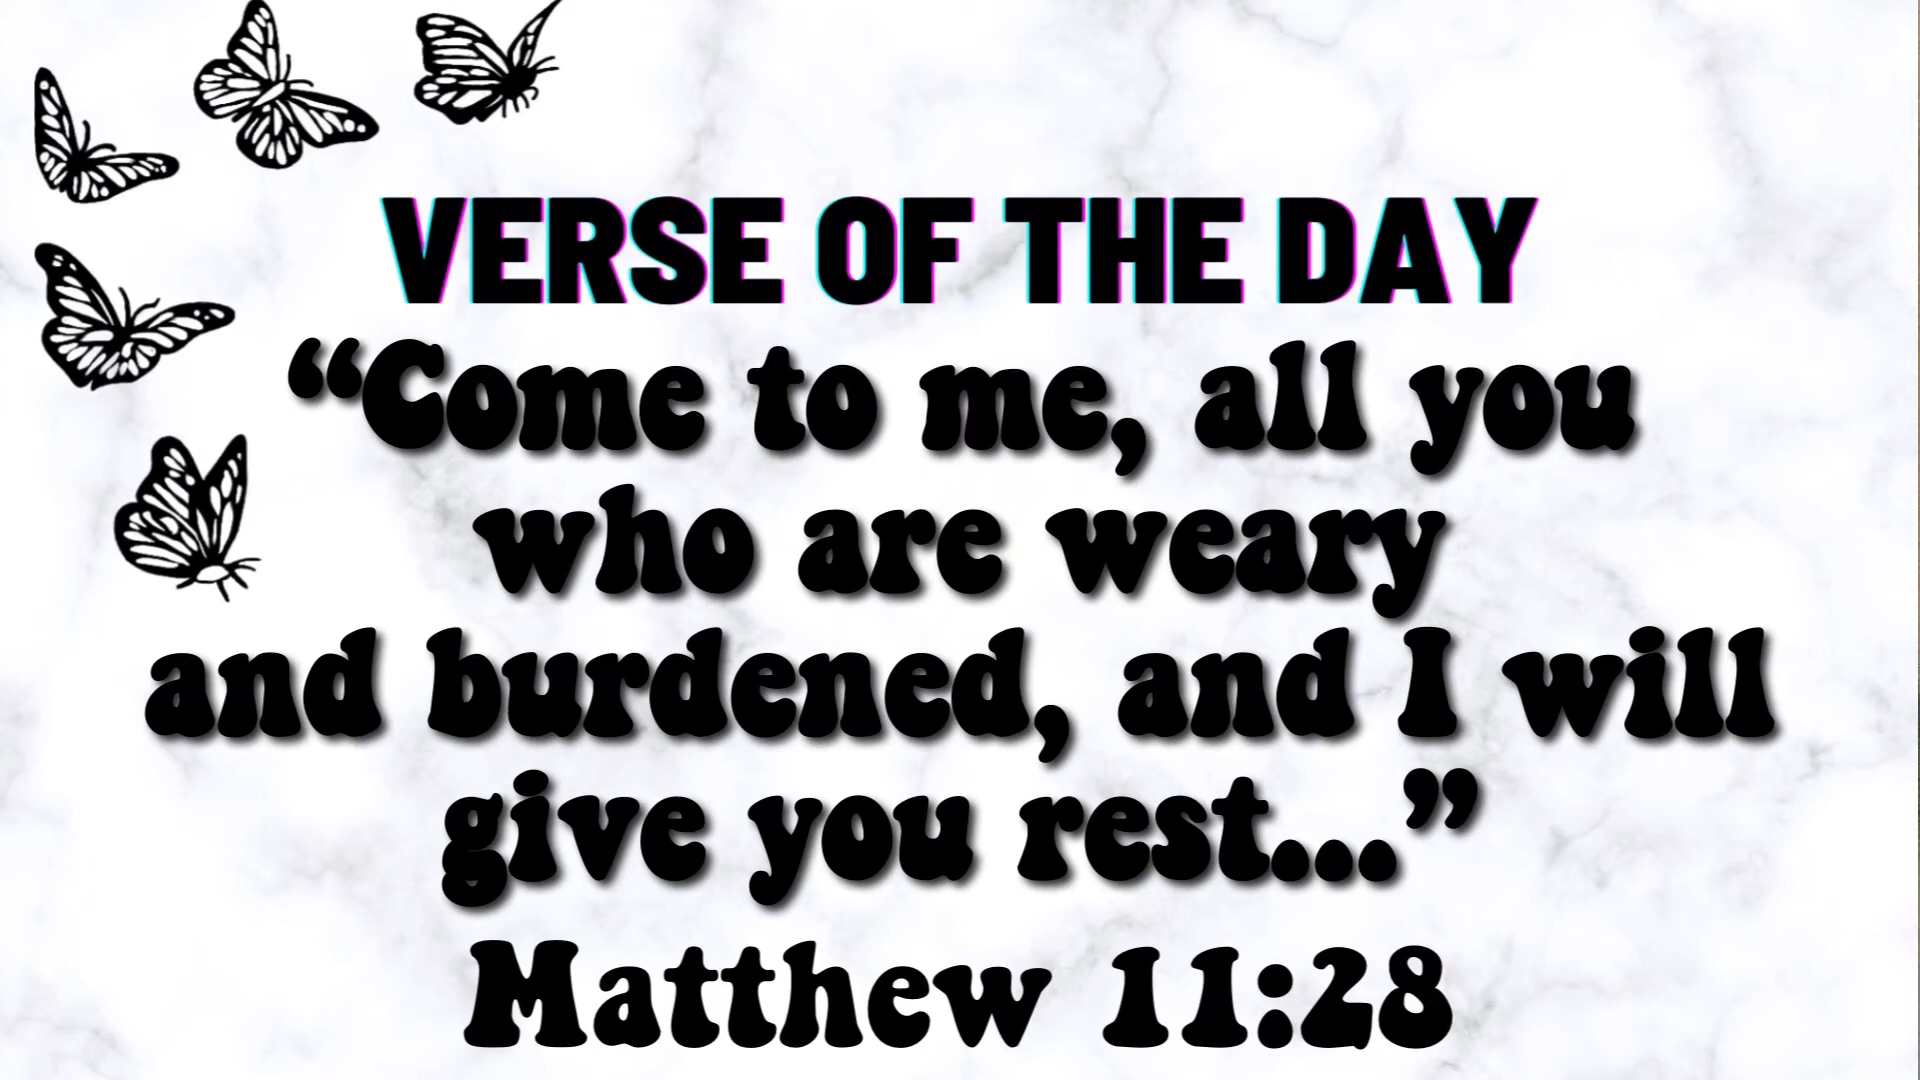 VERSE OF THE DAY
“Come to me, all you
who are weary
and burdened, and I will
give you rest...”
Matthew 11:28